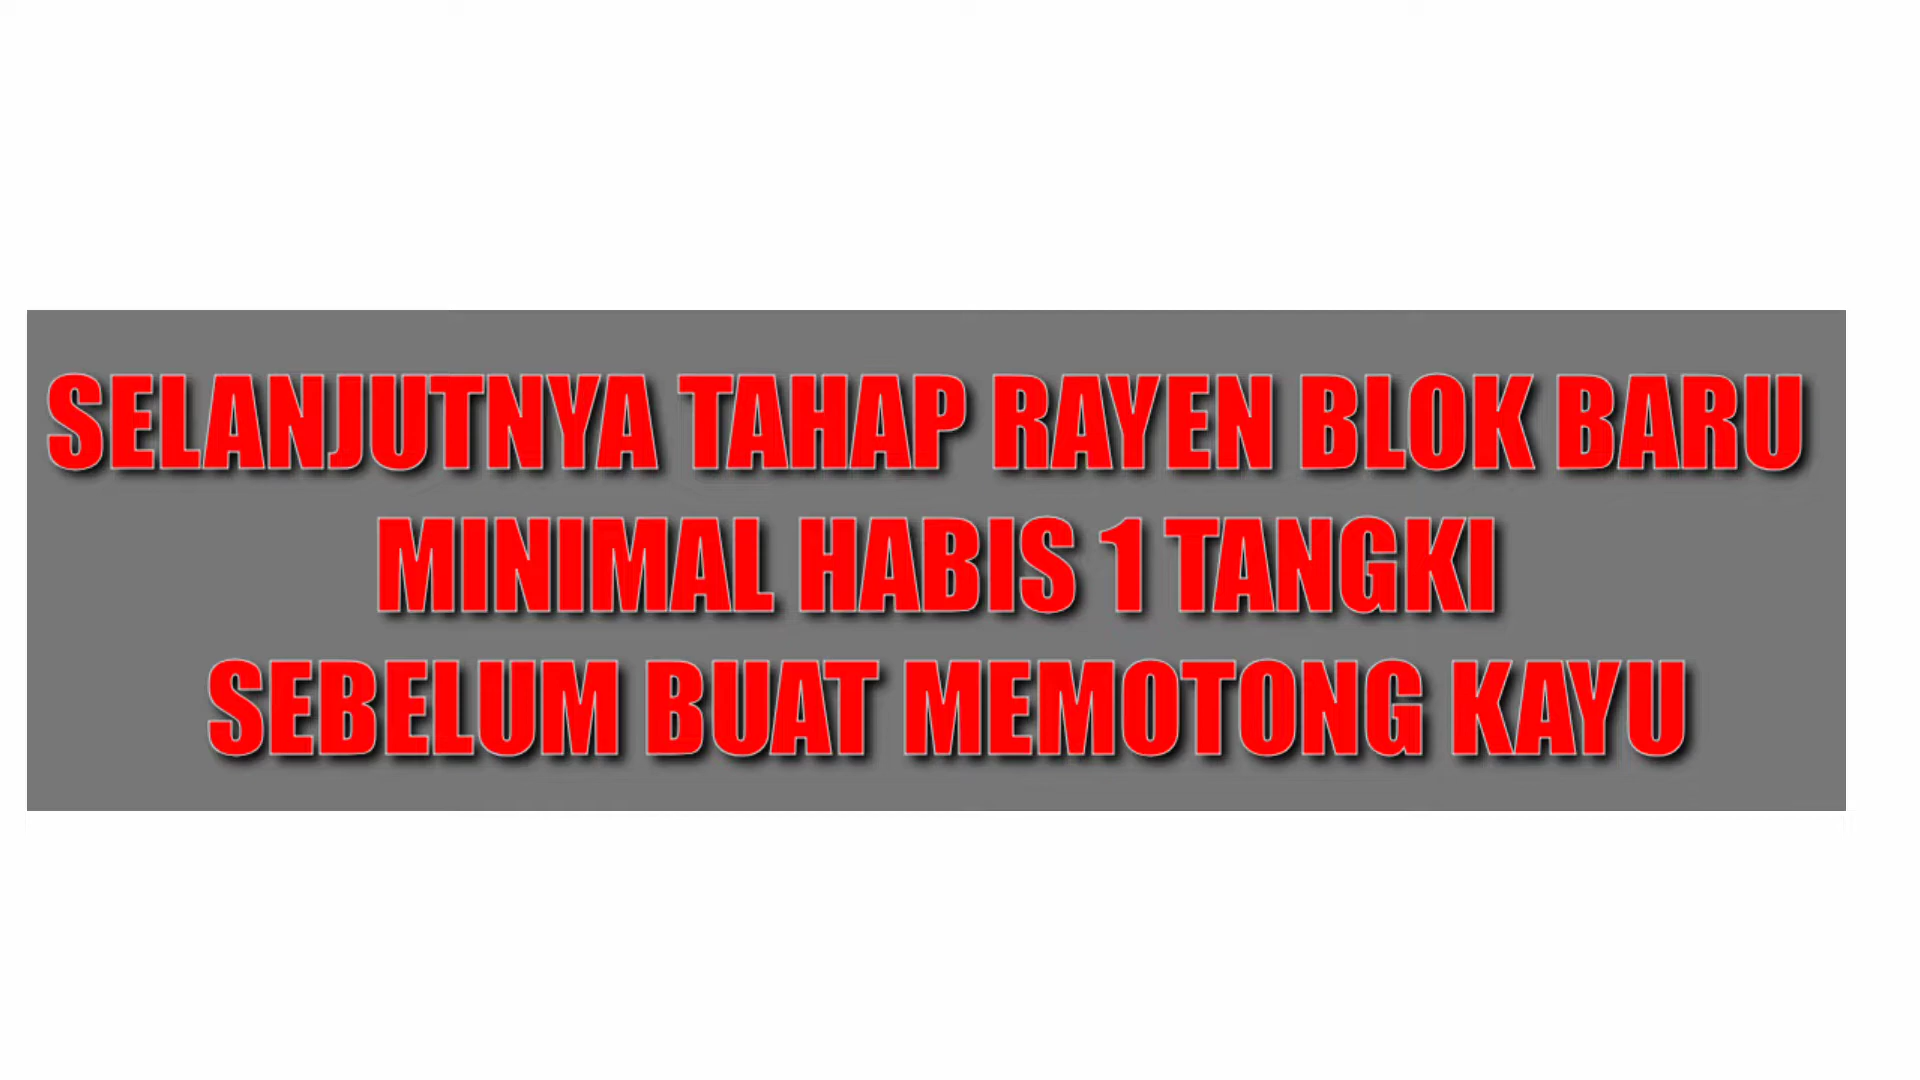 SELANJUTNYA TAHAP RAYEN BLOK BARU
MINIMAL HABIS 1 TANGKI
SEBELUM BUAT MEMOTONG KAYU